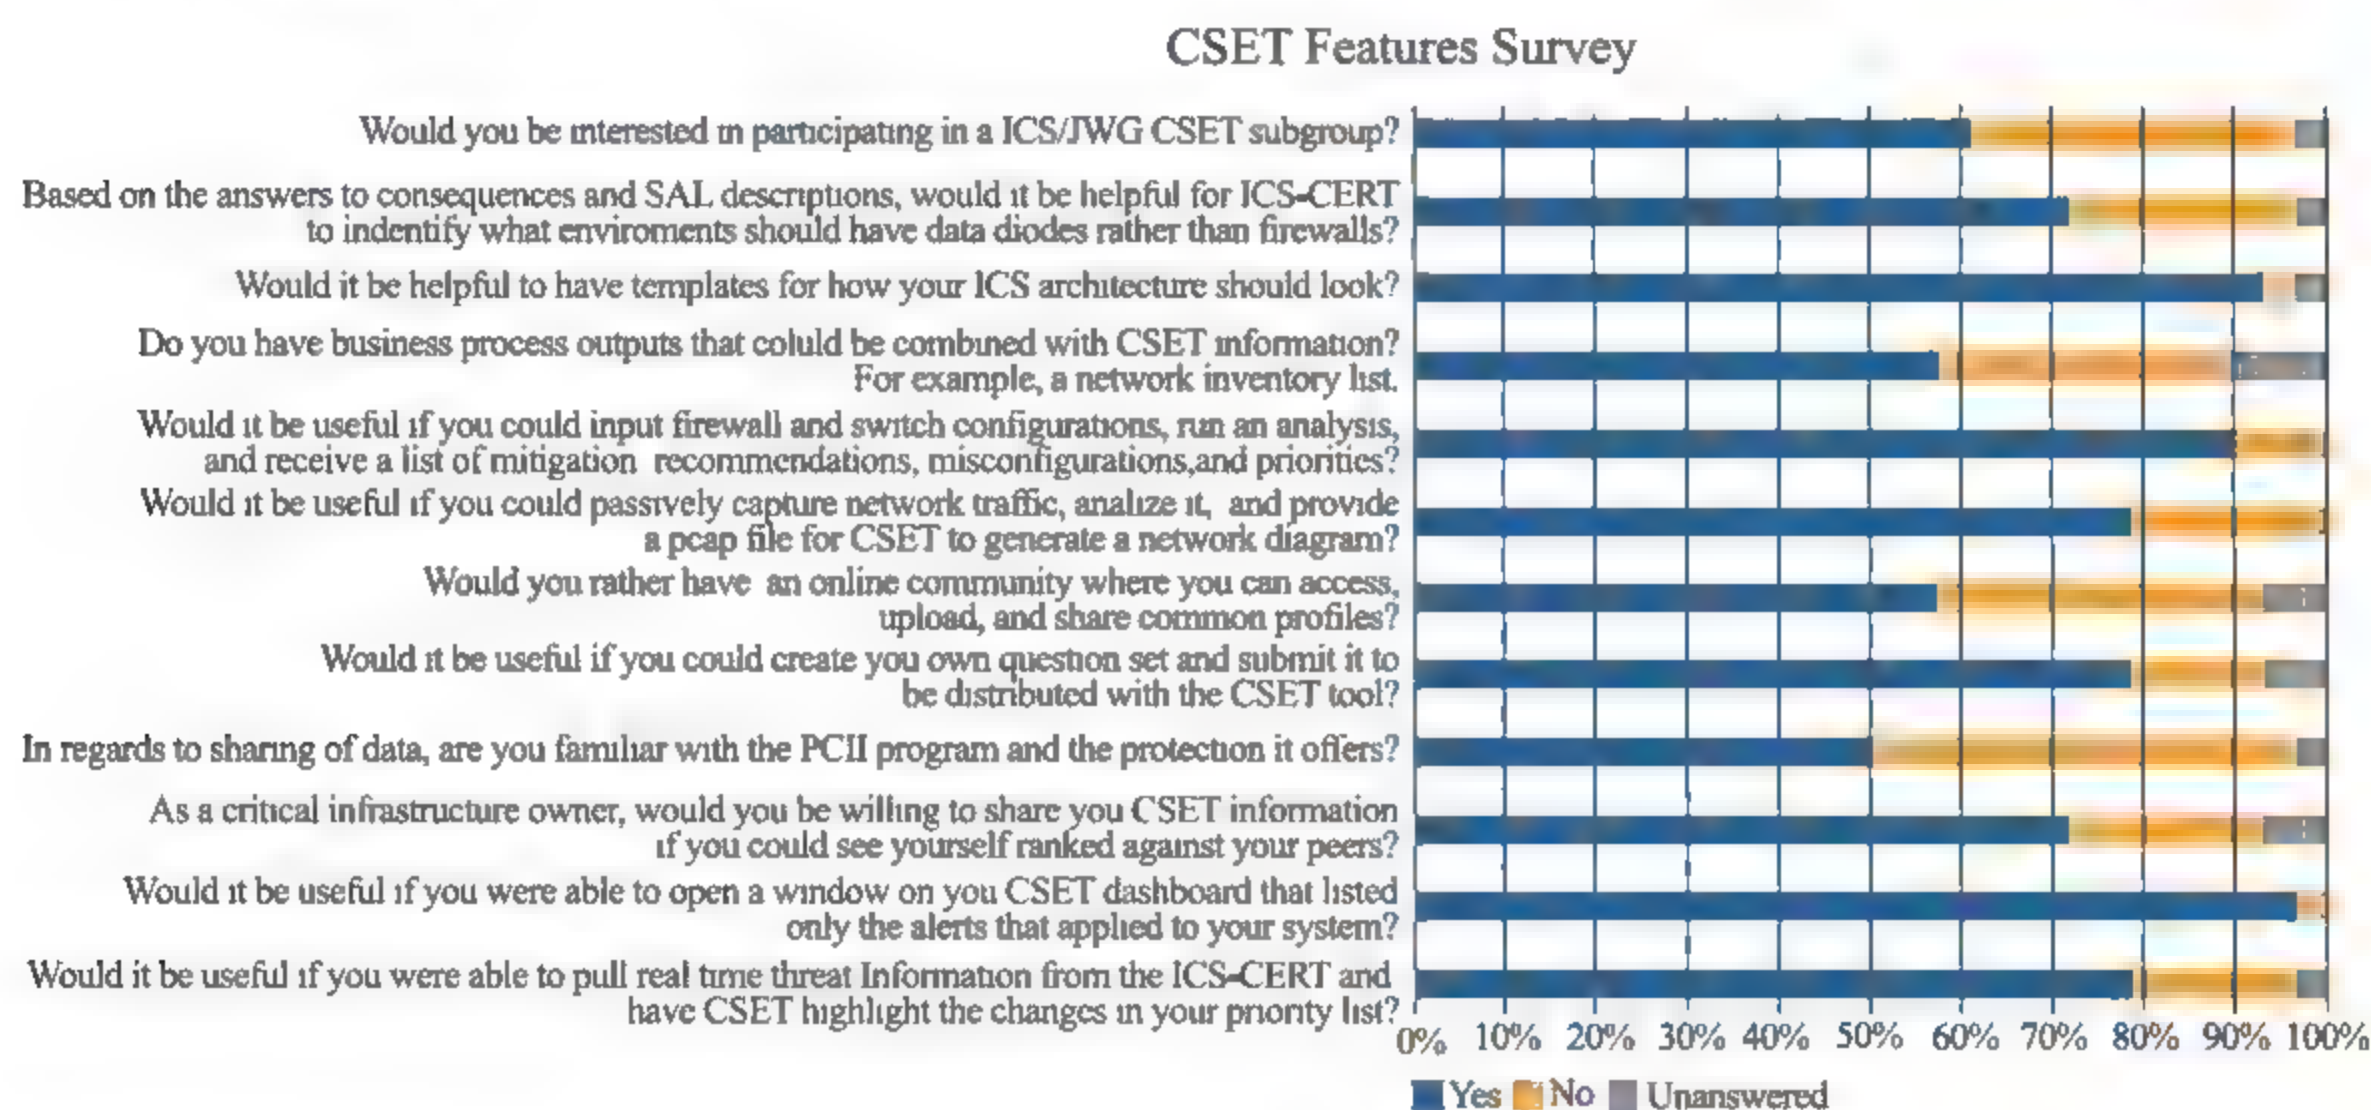 CSET Features Survey
Would you be interested in participating in a ICS/JWG CSET subgroup?
Based on the answers to consequences and SAL descriptions, would it be helpful for ICS-CERT
to indentify what enviroments should have data diodes rather than firewalls?
Would it be helpful to have templates for how your ICS architecture should look?
Do you have business process outputs that coluld be combined with CSET information?
For example, a network inventory list.
Would it be useful if you could input firewall and switch configurations, run an analysis,
and receive a list of mitigation recommendations, misconfigurations,and priorities?
Would it be useful if you could passively capture network traffic, analize it, and provide
a pcap file for CSET to generate a network diagram?
Would you rather have an online community where you can access,
upload, and share common profiles?
Would it be useful if you could create you own question set and submit it to
be distributed with the CSET tool?
In regards to sharing of data, are you familiar with the PCII program and the protection it offers?
As a critical infrastructure owner, would you be willing to share you CSET information
if you could see yourself ranked against your peers?
Would it be useful if you were able to open a window on you CSET dashboard that listed
only the alerts that applied to your system?
Would it be useful if you were able to pull real time threat Information from the ICS-CERT and
have CSET highlight the changes in your priority list?
0% 10% 20% 30% 40% 50% 60% 70% 80% 90% 100%
Yes No Unanswered